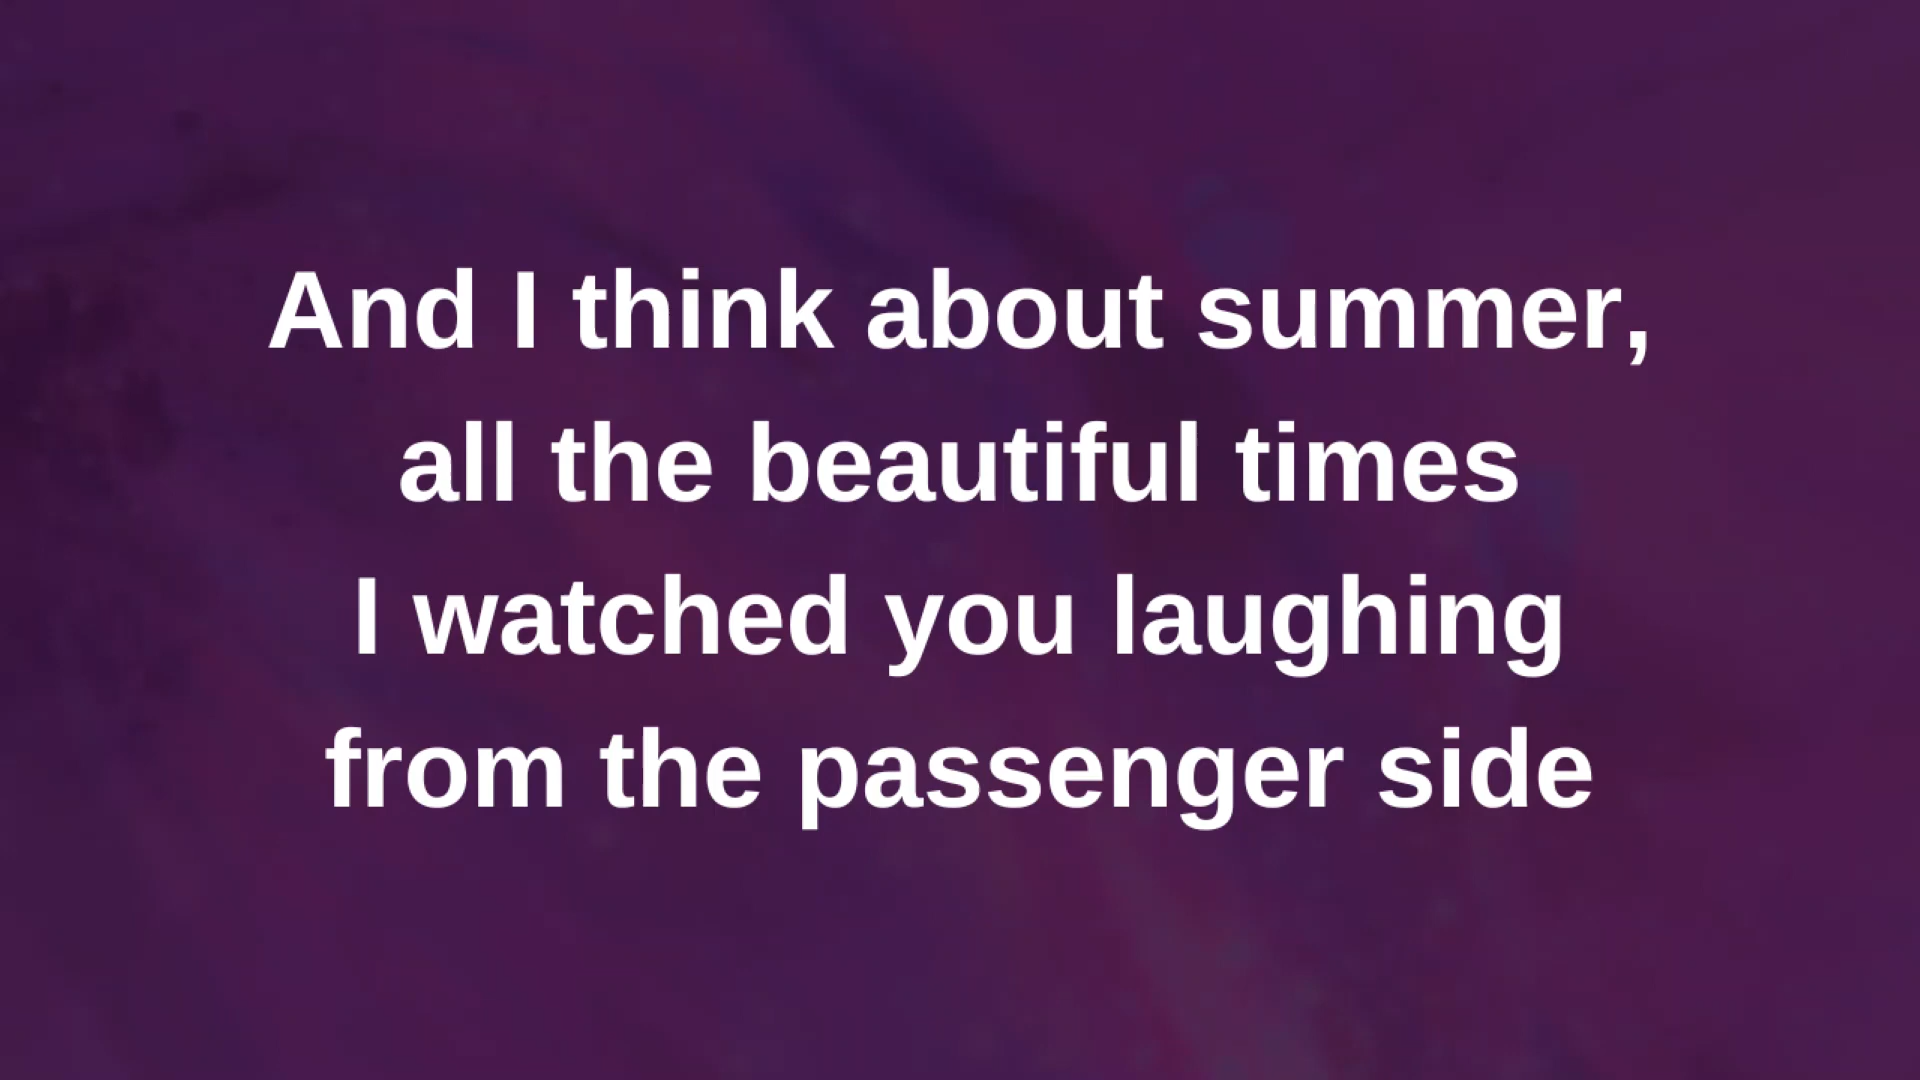 And I think about summer,
all the beautiful times
I watched you laughing
from the passenger side